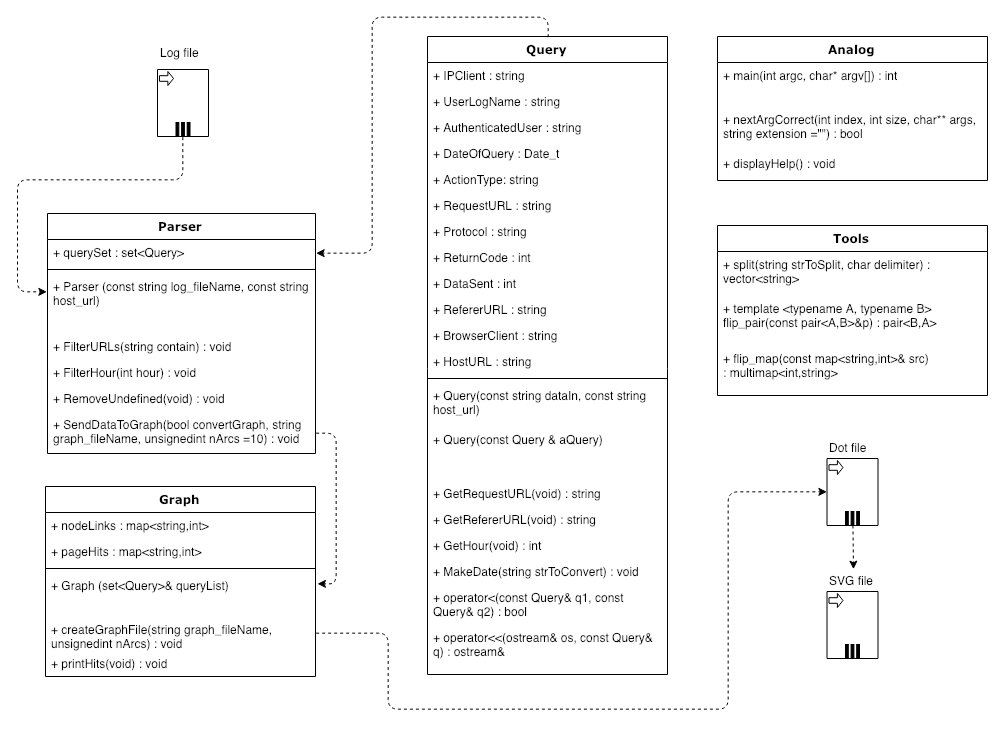 Log file
Parser
+ querySet : set<Query>
+ Parser (const string log_fileName, const string
host_url)
+ FilterURLs(string contain) : void
+ FilterHour(int hour) : void
+ RemoveUndefined(void) : void
+ SendDataToGraph(bool convertGraph, string
graph_fileName, unsignedint nArcs =10) : void
Graph
+ nodeLinks : map<string,int>
+ pageHits : map<string,int>
+ Graph (set<Query>& queryList)
+ createGraphFile(string graph_fileName,
unsignedint nArcs) : void
+ printHits(void) : void
Query
+ IPClient : string
+ UserLogName : string
+ AuthenticatedUser : string
+ DateOfQuery : Date_t
+ ActionType: string
+ RequestURL : string
+ Protocol : string
+ ReturnCode : int
+ DataSent : int
+ RefererURL : string
+ BrowserClient : string
+ HostURL : string
+ Query(const string dataIn, const string
host_url)
+ Query(const Query & aQuery)
+ GetRequestURL(void) : string
+ GetRefererURL(void) : string
+ GetHour(void) : int
+ MakeDate(string strToConvert) : void
+ operator<(const Query& q1, const
Query& q2) : bool
+ operator<<(ostream& os, const Query&
q) : ostream&
Analog
+ main(int argc, char* argv[]) : int
+ nextArgCorrect(int index, int size, char** args,
string extension ="") : bool
+ displayHelp() : void
Tools
+ split(string strToSplit, char delimiter) :
vector<string>
+ template <typename A, typename B>
flip_pair(const pair<A,B>&p) : pair<B,A>
+ flip_map(const map<string,int>& src)
: multimap<int,string>
Dot file
SVG file